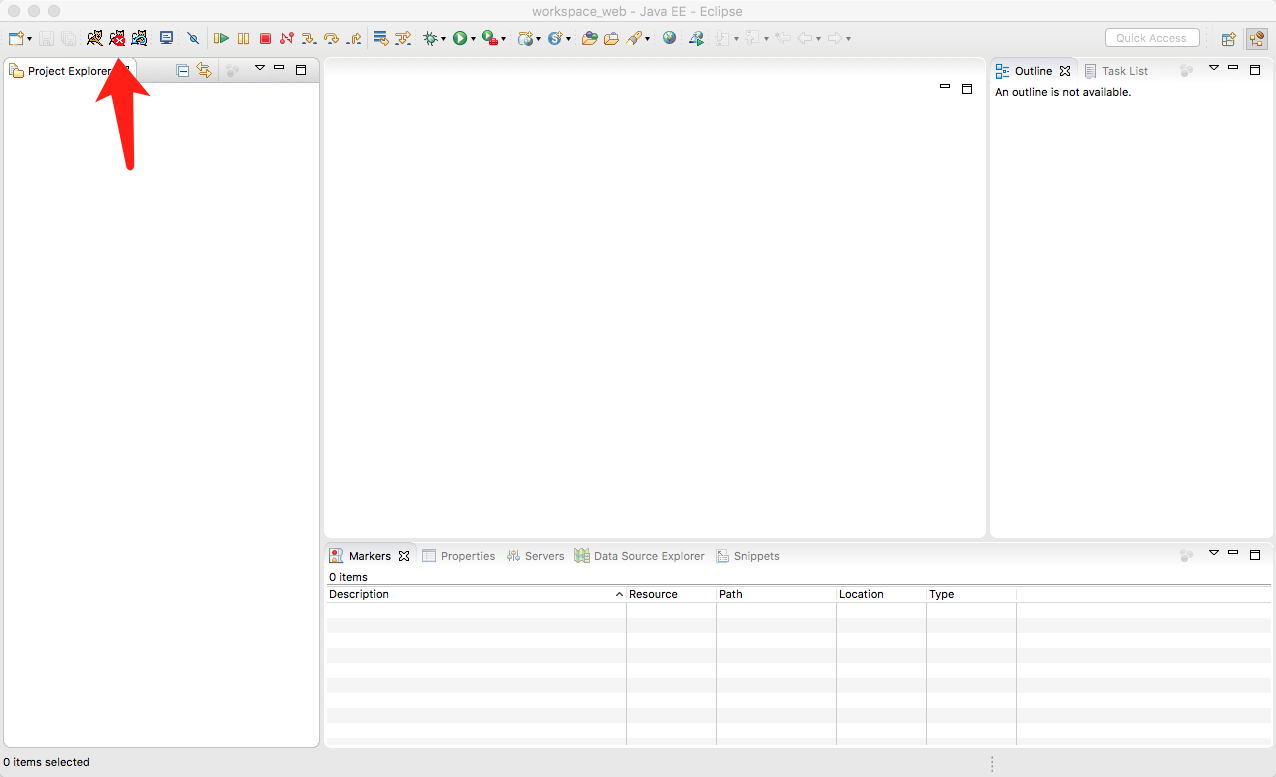 workspace_web - Java EE - Eclipse
Quick Access
Project Explorer
Outline
Task List
An outline is not available.
Markers
Properties
Servers
Data Source Explorer
Snippets
0 items
Description
Resource
Path
Location
Type
0 items selected